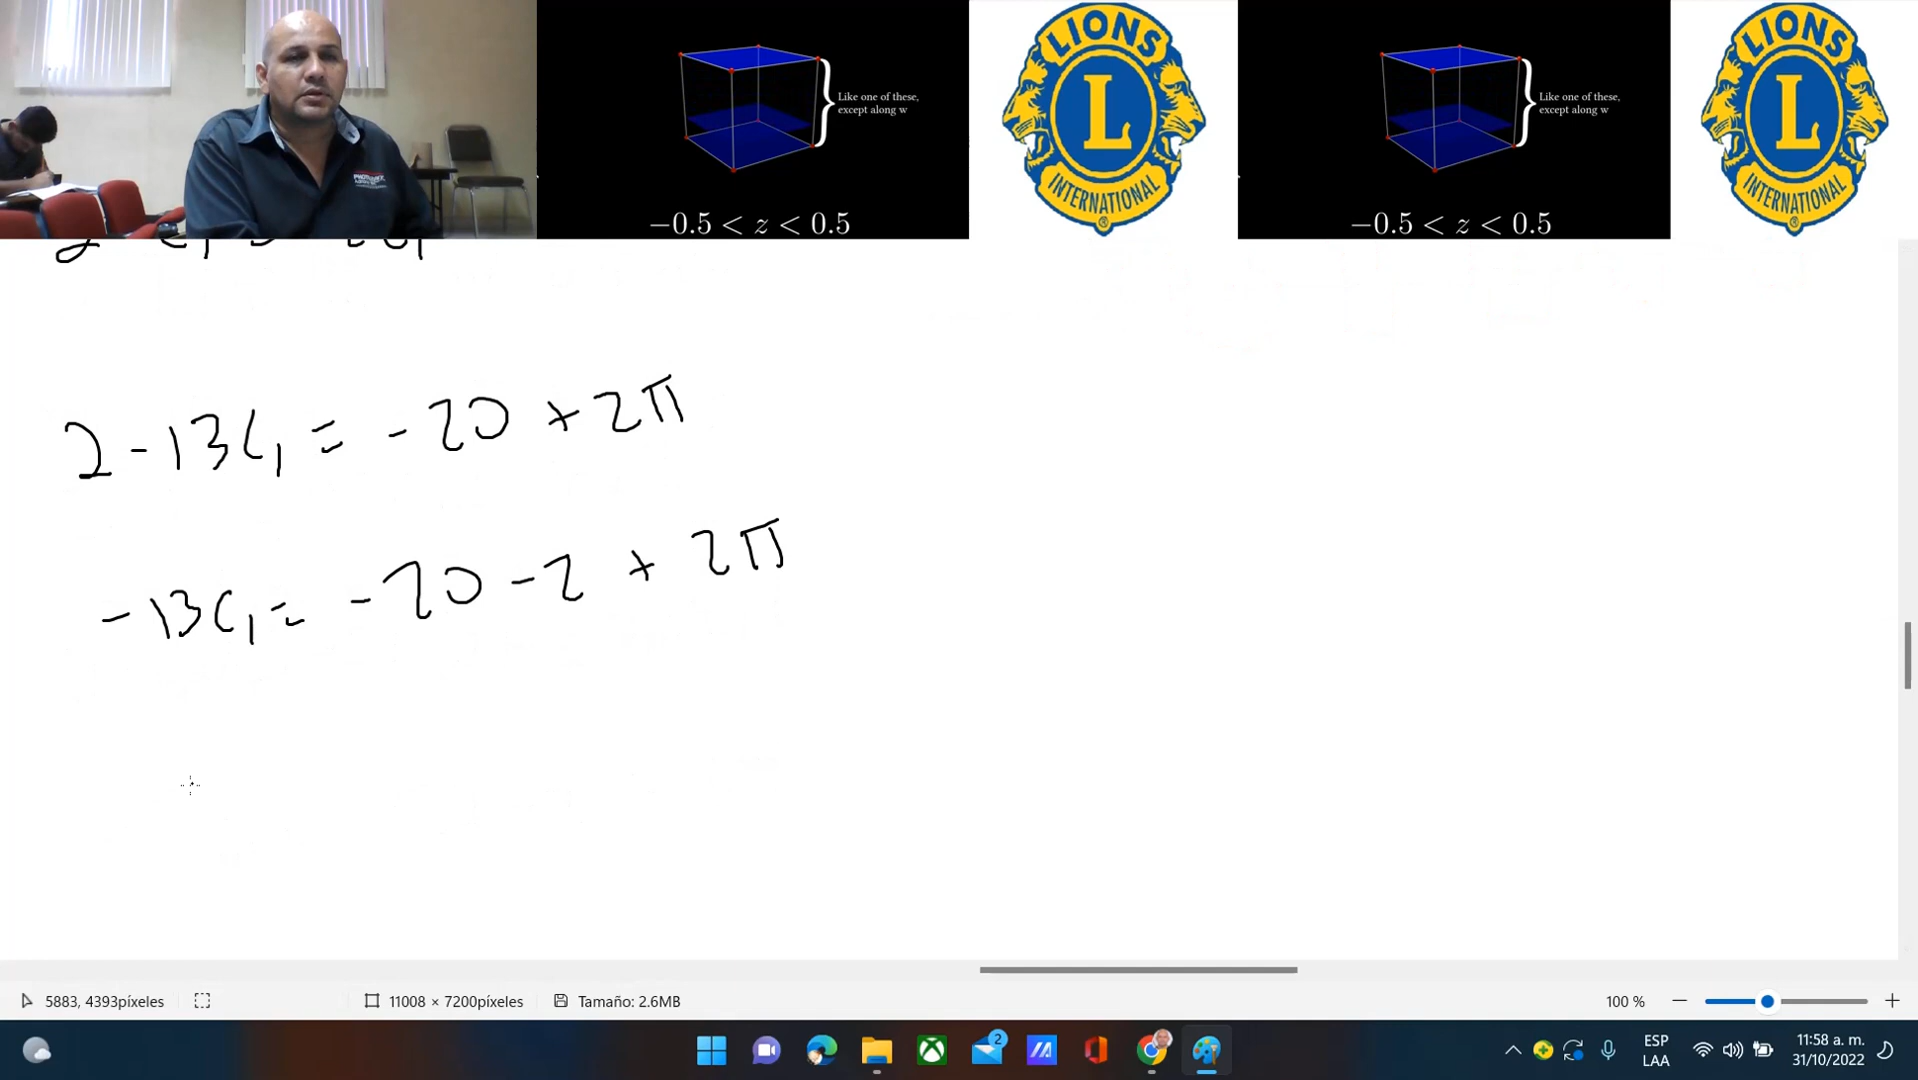 Like one of these,
except along w
−0.5 < z < 0.5
LIONS
L
INTERNATIONAL
®
Like one of these,
except along w
−0.5 < z < 0.5
LIONS
L
INTERNATIONAL
®
2 - 13C₁ = - 20 + 2π
- 13C₁ = - 20 - 2 + 2π
5883, 4393píxeles
11008 × 7200píxeles
Tamaño: 2.6MB
100 %
2
ESP
LAA
11:58 a. m.
31/10/2022